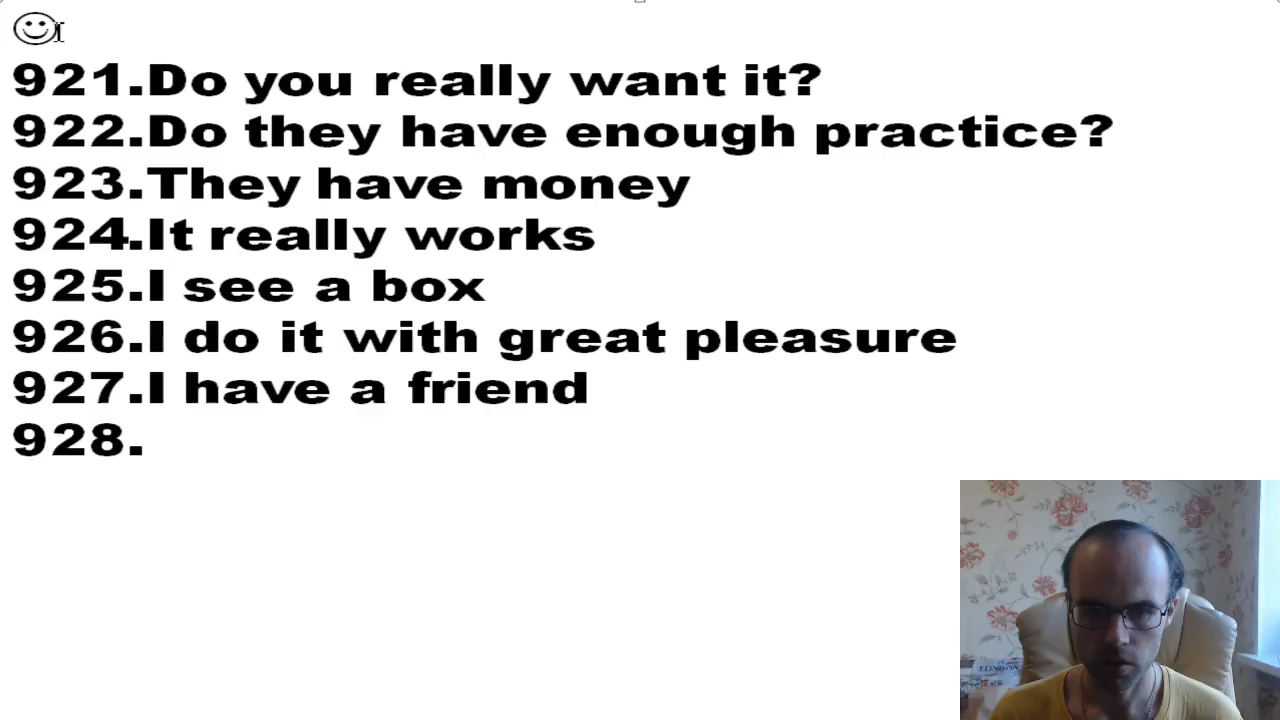 921.Do you really want it?
922.Do they have enough practice?
923.They have money
924.It really works
925.I see a box
926.I do it with great pleasure
927.I have a friend
928.
LONDON